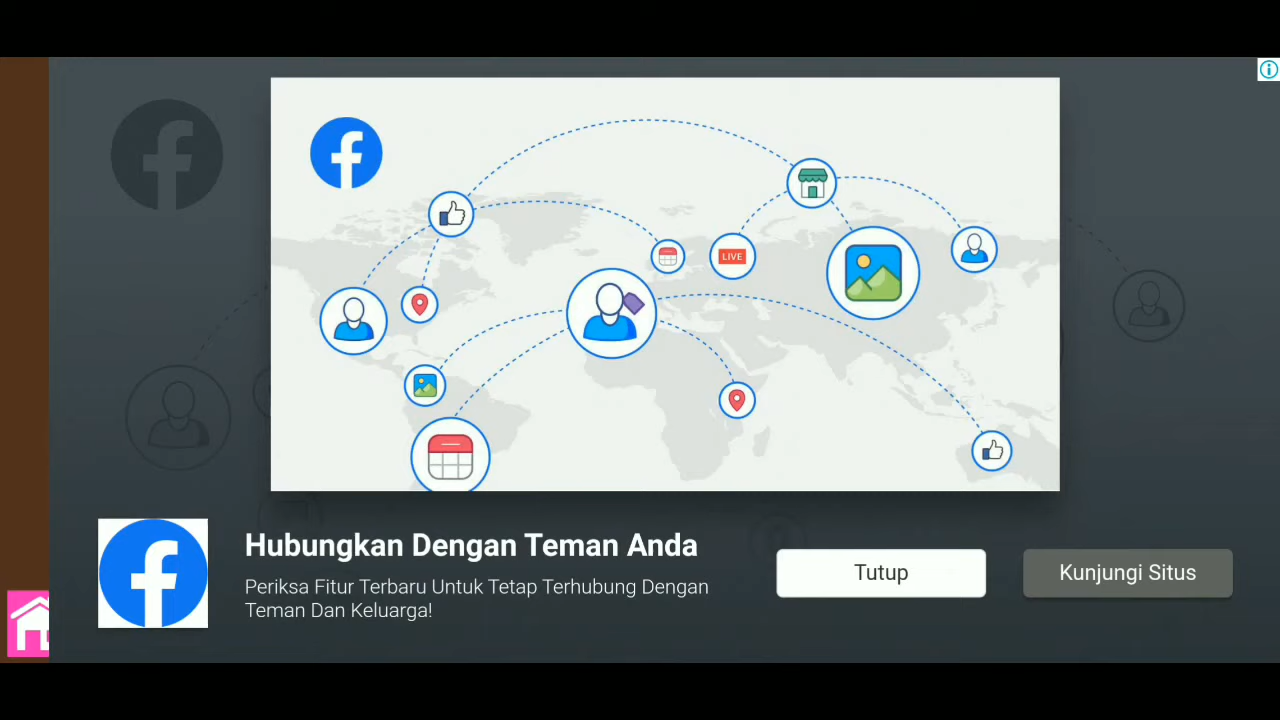 LIVE
Hubungkan Dengan Teman Anda
Periksa Fitur Terbaru Untuk Tetap Terhubung Dengan
Teman Dan Keluarga!
Tutup
Kunjungi Situs